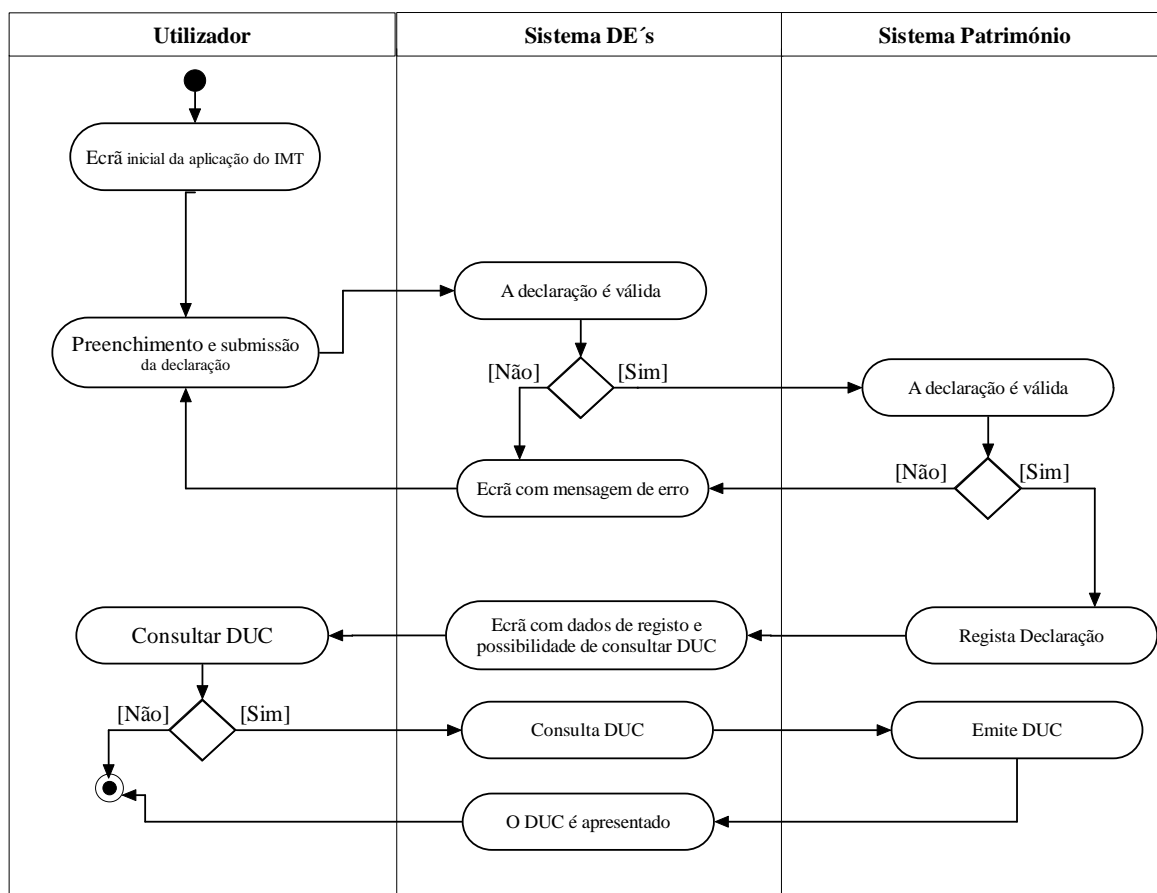 Utilizador
Sistema DE´s
Sistema Património
Ecrã inicial da aplicação do IMT
A declaração é válida
Preenchimento e submissão
da declaração
[Não]
[Sim]
A declaração é válida
Ecrã com mensagem de erro
[Não]
[Sim]
Consultar DUC
Ecrã com dados de registo e
possibilidade de consultar DUC
Regista Declaração
[Não]
[Sim]
Consulta DUC
Emite DUC
O DUC é apresentado